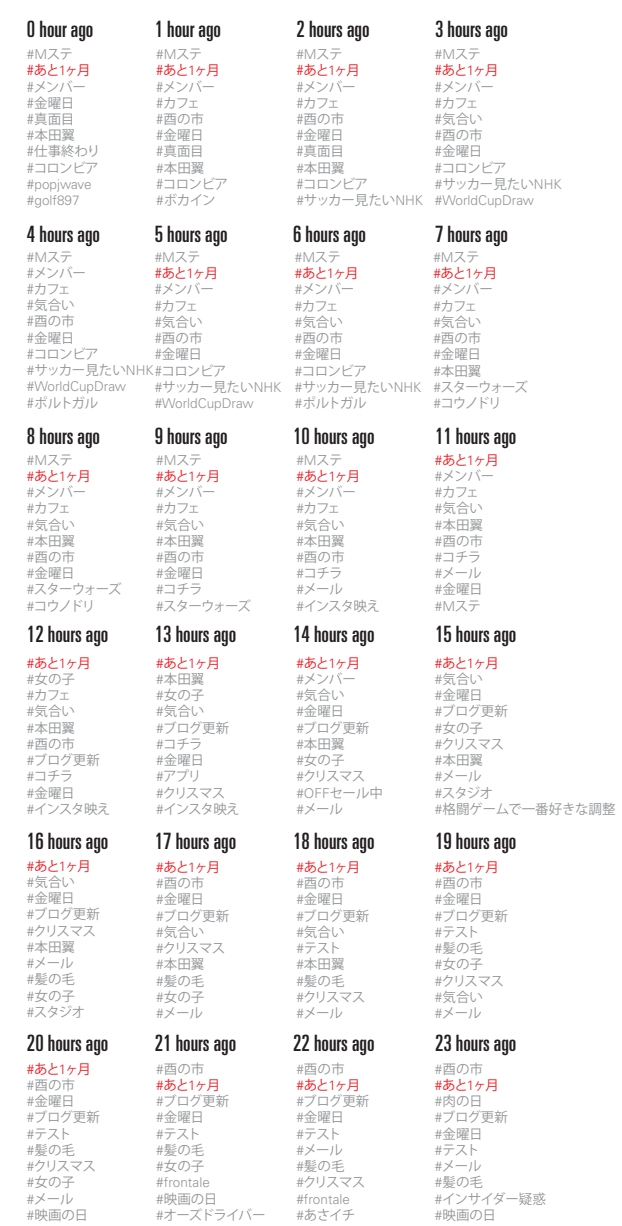 0 hour ago
#Mステ
#あと1ヶ月
#メンバー
#金曜日
#真面目
#本田翼
#仕事終わり
#コロンビア
#popjwave
#golf897
1 hour ago
#Mステ
#あと1ヶ月
#メンバー
#カフェ
#酉の市
#金曜日
#真面目
#本田翼
#コロンビア
#ボカイン
2 hours ago
#Mステ
#あと1ヶ月
#メンバー
#カフェ
#酉の市
#金曜日
#真面目
#本田翼
#コロンビア
#サッカー見たいNHK
3 hours ago
#Mステ
#あと1ヶ月
#メンバー
#カフェ
#気合い
#酉の市
#金曜日
#コロンビア
#サッカー見たいNHK
#WorldCupDraw
4 hours ago
#Mステ
#メンバー
#カフェ
#気合い
#酉の市
#金曜日
#コロンビア
#サッカー見たいNHK
#WorldCupDraw
#ポルトガル
5 hours ago
#Mステ
#あと1ヶ月
#メンバー
#カフェ
#気合い
#酉の市
#金曜日
#コロンビア
#サッカー見たいNHK
#WorldCupDraw
6 hours ago
#Mステ
#あと1ヶ月
#メンバー
#カフェ
#気合い
#酉の市
#金曜日
#コロンビア
#サッカー見たいNHK
#ポルトガル
7 hours ago
#Mステ
#あと1ヶ月
#メンバー
#カフェ
#気合い
#酉の市
#金曜日
#本田翼
#スターウォーズ
#コウノドリ
8 hours ago
#Mステ
#あと1ヶ月
#メンバー
#カフェ
#気合い
#本田翼
#酉の市
#金曜日
#スターウォーズ
#コウノドリ
9 hours ago
#Mステ
#あと1ヶ月
#メンバー
#カフェ
#気合い
#本田翼
#酉の市
#金曜日
#コチラ
#スターウォーズ
10 hours ago
#Mステ
#あと1ヶ月
#メンバー
#カフェ
#気合い
#本田翼
#酉の市
#コチラ
#メール
#インスタ映え
11 hours ago
#あと1ヶ月
#メンバー
#カフェ
#気合い
#本田翼
#酉の市
#コチラ
#メール
#金曜日
#Mステ
12 hours ago
#あと1ヶ月
#女の子
#カフェ
#気合い
#本田翼
#酉の市
#ブログ更新
#コチラ
#金曜日
#インスタ映え
13 hours ago
#あと1ヶ月
#本田翼
#女の子
#気合い
#ブログ更新
#コチラ
#金曜日
#アプリ
#クリスマス
#インスタ映え
14 hours ago
#あと1ヶ月
#メンバー
#気合い
#金曜日
#ブログ更新
#本田翼
#女の子
#クリスマス
#OFFセール中
#メール
15 hours ago
#あと1ヶ月
#気合い
#金曜日
#ブログ更新
#女の子
#クリスマス
#本田翼
#メール
#スタジオ
#格闘ゲームで一番好きな調整
16 hours ago
#あと1ヶ月
#気合い
#金曜日
#ブログ更新
#クリスマス
#本田翼
#メール
#髪の毛
#女の子
#スタジオ
17 hours ago
#あと1ヶ月
#酉の市
#金曜日
#ブログ更新
#気合い
#クリスマス
#本田翼
#髪の毛
#女の子
#メール
18 hours ago
#あと1ヶ月
#酉の市
#金曜日
#ブログ更新
#気合い
#テスト
#本田翼
#髪の毛
#クリスマス
#メール
19 hours ago
#あと1ヶ月
#酉の市
#金曜日
#ブログ更新
#テスト
#髪の毛
#女の子
#クリスマス
#気合い
#メール
20 hours ago
#あと1ヶ月
#酉の市
#金曜日
#ブログ更新
#テスト
#髪の毛
#クリスマス
#女の子
#メール
#映画の日
21 hours ago
#酉の市
#あと1ヶ月
#ブログ更新
#金曜日
#テスト
#髪の毛
#女の子
#frontale
#映画の日
#オーズドライバー
22 hours ago
#酉の市
#あと1ヶ月
#ブログ更新
#金曜日
#テスト
#メール
#髪の毛
#クリスマス
#frontale
#あさイチ
23 hours ago
#酉の市
#あと1ヶ月
#肉の日
#ブログ更新
#金曜日
#テスト
#メール
#髪の毛
#インサイダー疑惑
#映画の日